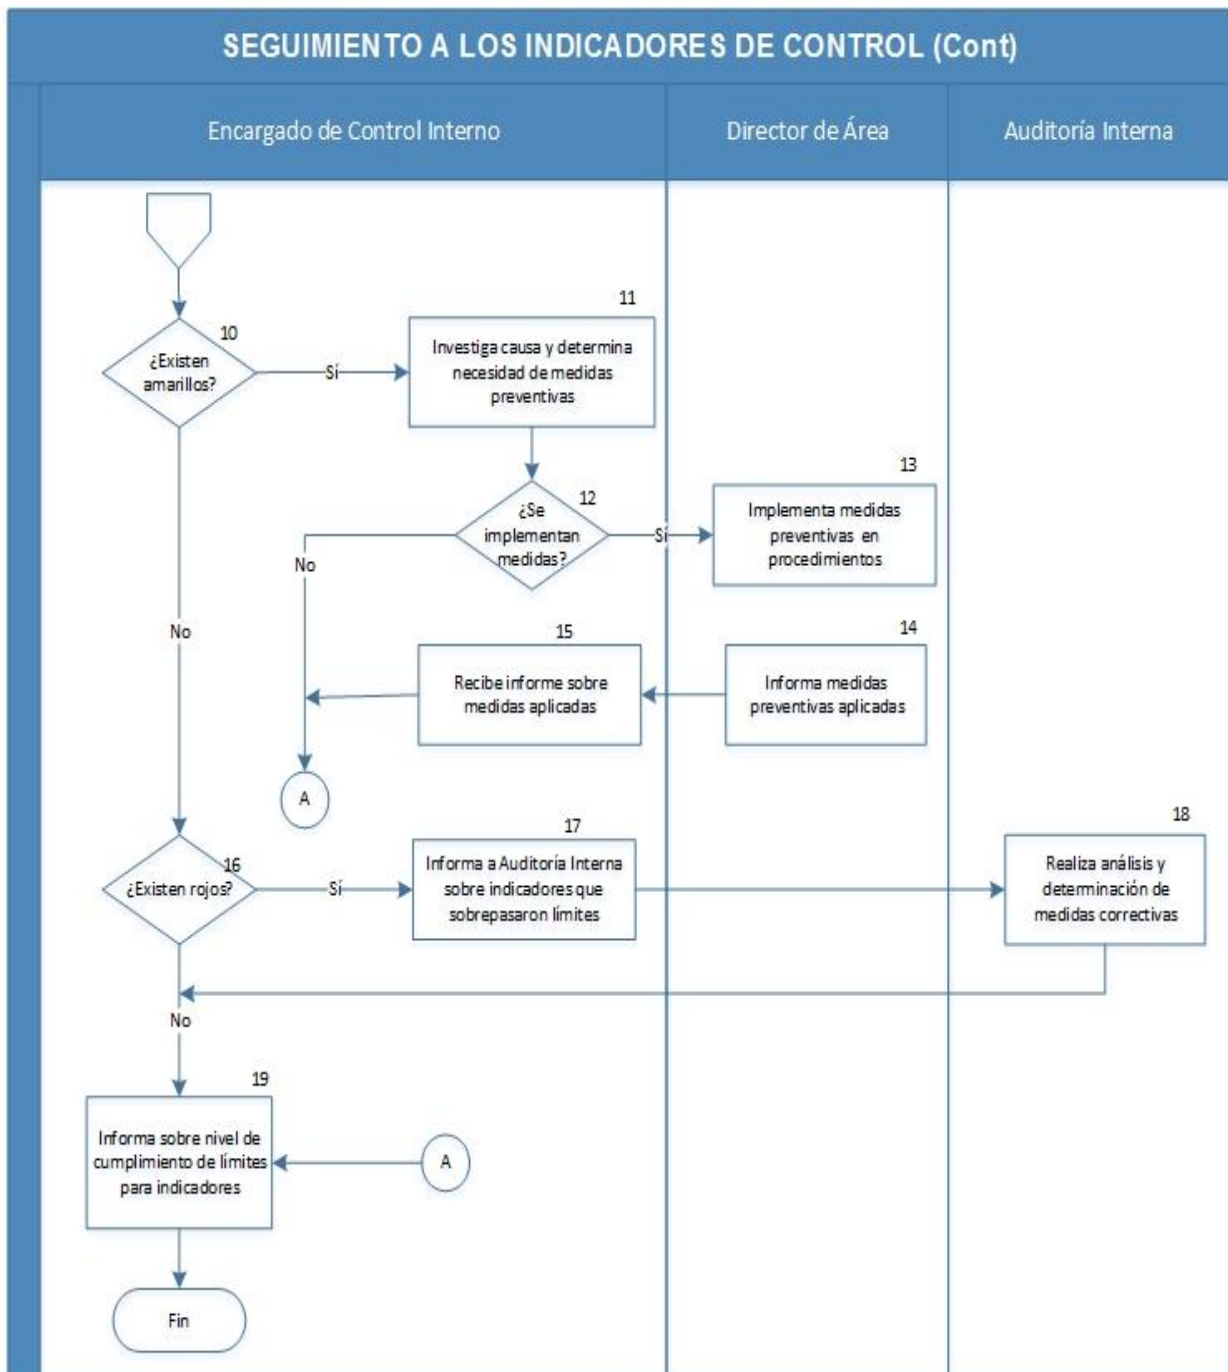 SEGUIMIENTO A LOS INDICADORES DE CONTROL (Cont)
Encargado de Control Interno
Director de Área
Auditoría Interna
10
¿Existen
amarillos?
Sí
11
Investiga causa y determina
necesidad de medidas
preventivas
12
¿Se
implementan
medidas?
Sí
No
13
Implementa medidas
preventivas en
procedimientos
14
Informa medidas
preventivas aplicadas
15
Recibe informe sobre
medidas aplicadas
A
No
16
¿Existen rojos?
Sí
17
Informa a Auditoría Interna
sobre indicadores que
sobrepasaron límites
18
Realiza análisis y
determinación de
medidas correctivas
No
19
Informa sobre nivel de
cumplimiento de límites
para indicadores
A
Fin